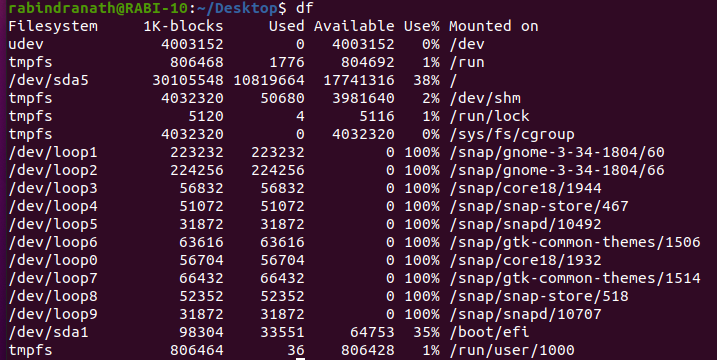 rabindranath@RABI-10:~/Desktop$ df
Filesystem 1K-blocks Used Available Use% Mounted on
udev 4003152 0 4003152 0% /dev
tmpfs 806468 1776 804692 1% /run
/dev/sda5 30105548 10819664 17741316 38% /
tmpfs 4032320 50680 3981640 2% /dev/shm
tmpfs 5120 4 5116 1% /run/lock
tmpfs 4032320 0 4032320 0% /sys/fs/cgroup
/dev/loop1 223232 223232 0 100% /snap/gnome-3-34-1804/60
/dev/loop2 224256 224256 0 100% /snap/gnome-3-34-1804/66
/dev/loop3 56832 56832 0 100% /snap/core18/1944
/dev/loop4 51072 51072 0 100% /snap/snap-store/467
/dev/loop5 31872 31872 0 100% /snap/snapd/10492
/dev/loop6 63616 63616 0 100% /snap/gtk-common-themes/1506
/dev/loop0 56704 56704 0 100% /snap/core18/1932
/dev/loop7 66432 66432 0 100% /snap/gtk-common-themes/1514
/dev/loop8 52352 52352 0 100% /snap/snap-store/518
/dev/loop9 31872 31872 0 100% /snap/snapd/10707
/dev/sda1 98304 33551 64753 35% /boot/efi
tmpfs 806464 36 806428 1% /run/user/1000